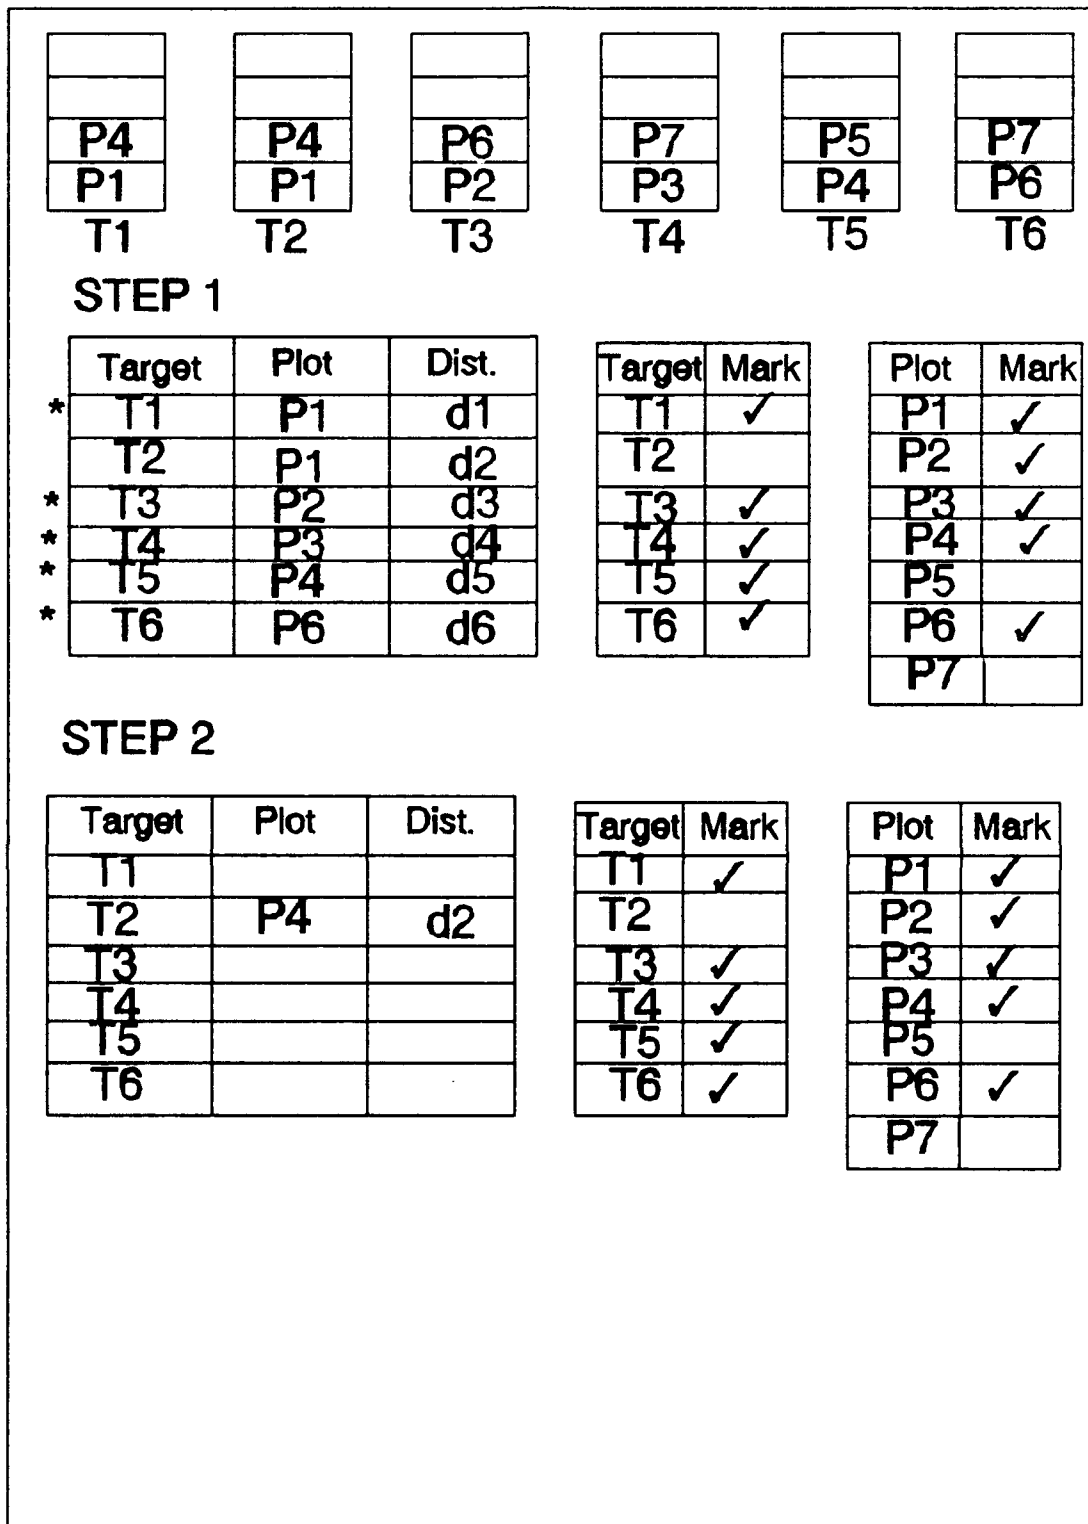 P4 P4 P6 P7 P5 P7
P1 P1 P2 P3 P4 P6
T1 T2 T3 T4 T5 T6
STEP 1
Target Plot Dist. Target Mark Plot Mark
* T1 P1 d1 T1 ✓ P1 ✓
T2 P1 d2 T2 P2 ✓
* T3 P2 d3 T3 ✓ P3 ✓
* T4 P3 d4 T4 ✓ P4 ✓
* T5 P4 d5 T5 ✓ P5
* T6 P6 d6 T6 ✓ P6 ✓
P7
STEP 2
Target Plot Dist. Target Mark Plot Mark
T1 T1 ✓ P1 ✓
T2 P4 d2 T2 P2 ✓
T3 T3 ✓ P3 ✓
T4 T4 ✓ P4 ✓
T5 T5 ✓ P5
T6 T6 ✓ P6 ✓
P7